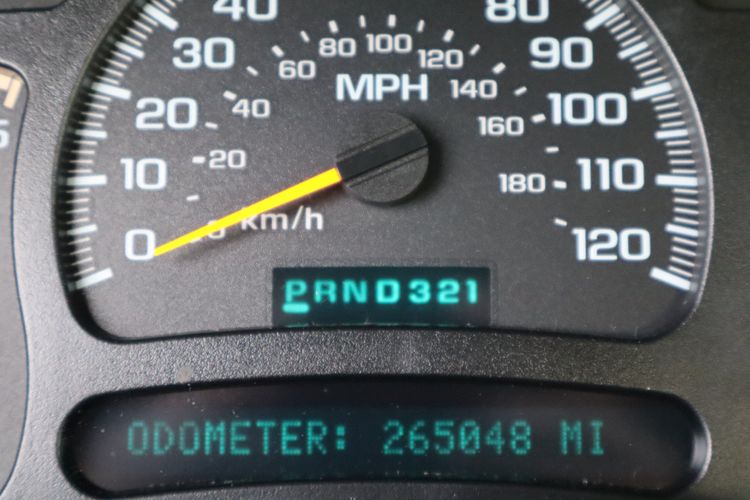 40 80
30 80 100 120 90
60 MPH 140
20 40 160 100
10 20 180 110
0 km/h 120
PRND321
ODOMETER: 265048 MI